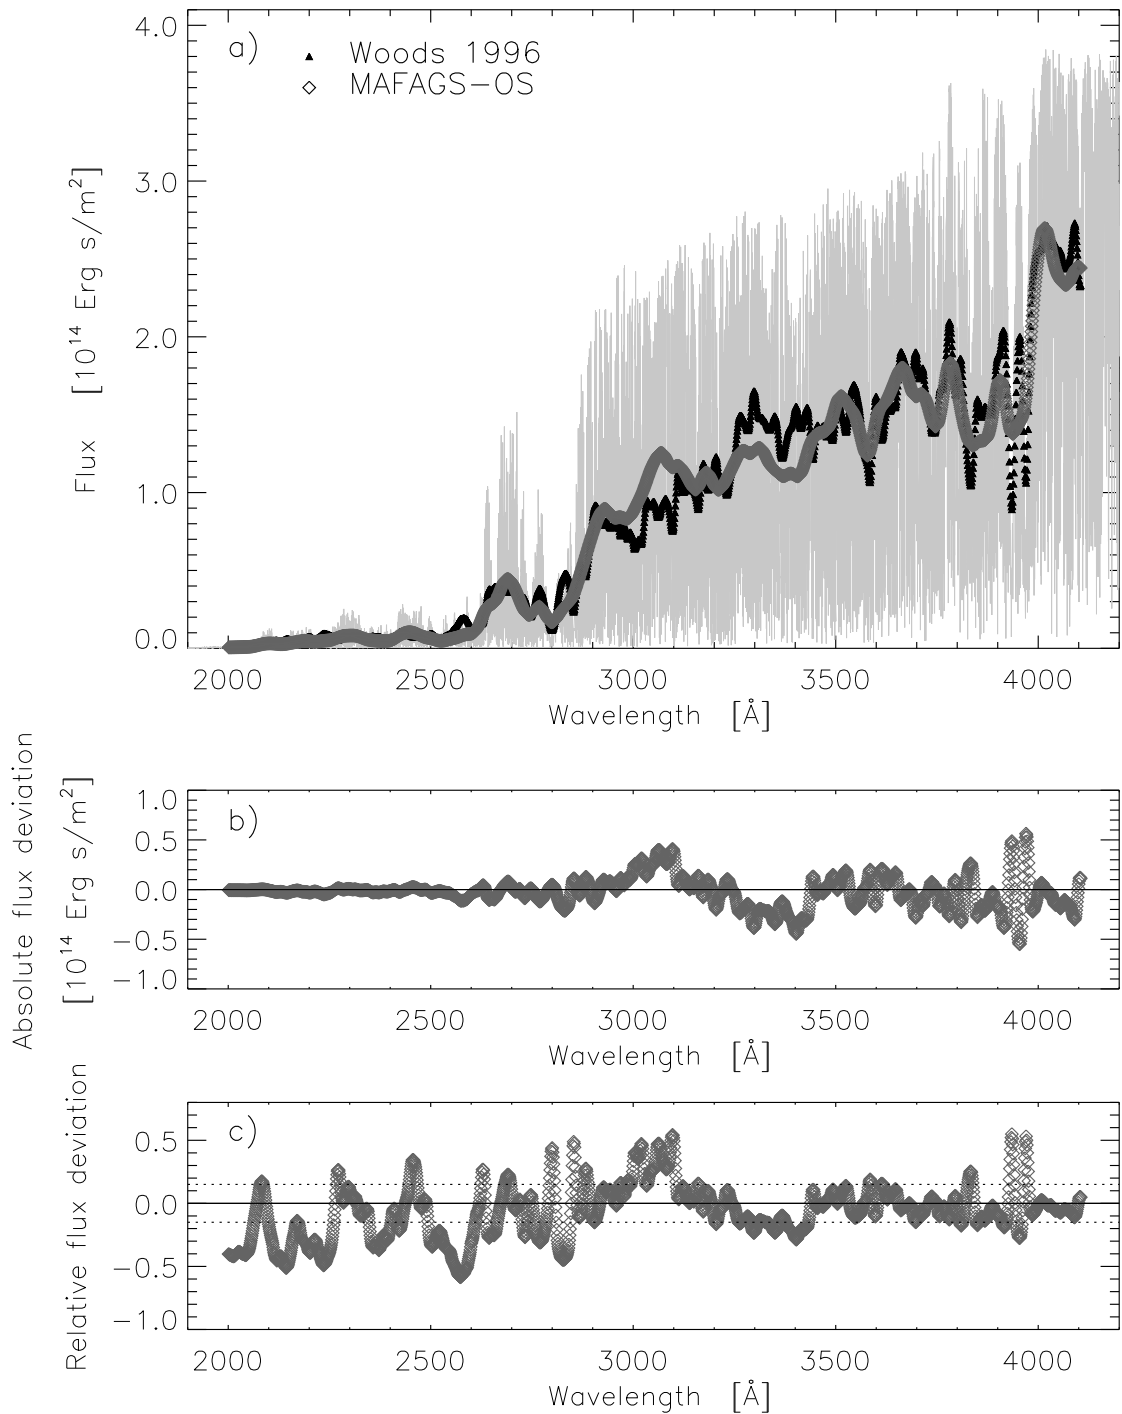 a)
Woods 1996
MAFAGS−OS
4.0
3.0
2.0
1.0
0.0
Flux [10¹⁴ Erg s/m²]
2000 2500 3000 3500 4000
Wavelength [Å]
b)
1.0
0.5
0.0
−0.5
−1.0
Absolute flux deviation
[10¹⁴ Erg s/m²]
2000 2500 3000 3500 4000
Wavelength [Å]
c)
0.5
0.0
−0.5
−1.0
Relative flux deviation
2000 2500 3000 3500 4000
Wavelength [Å]